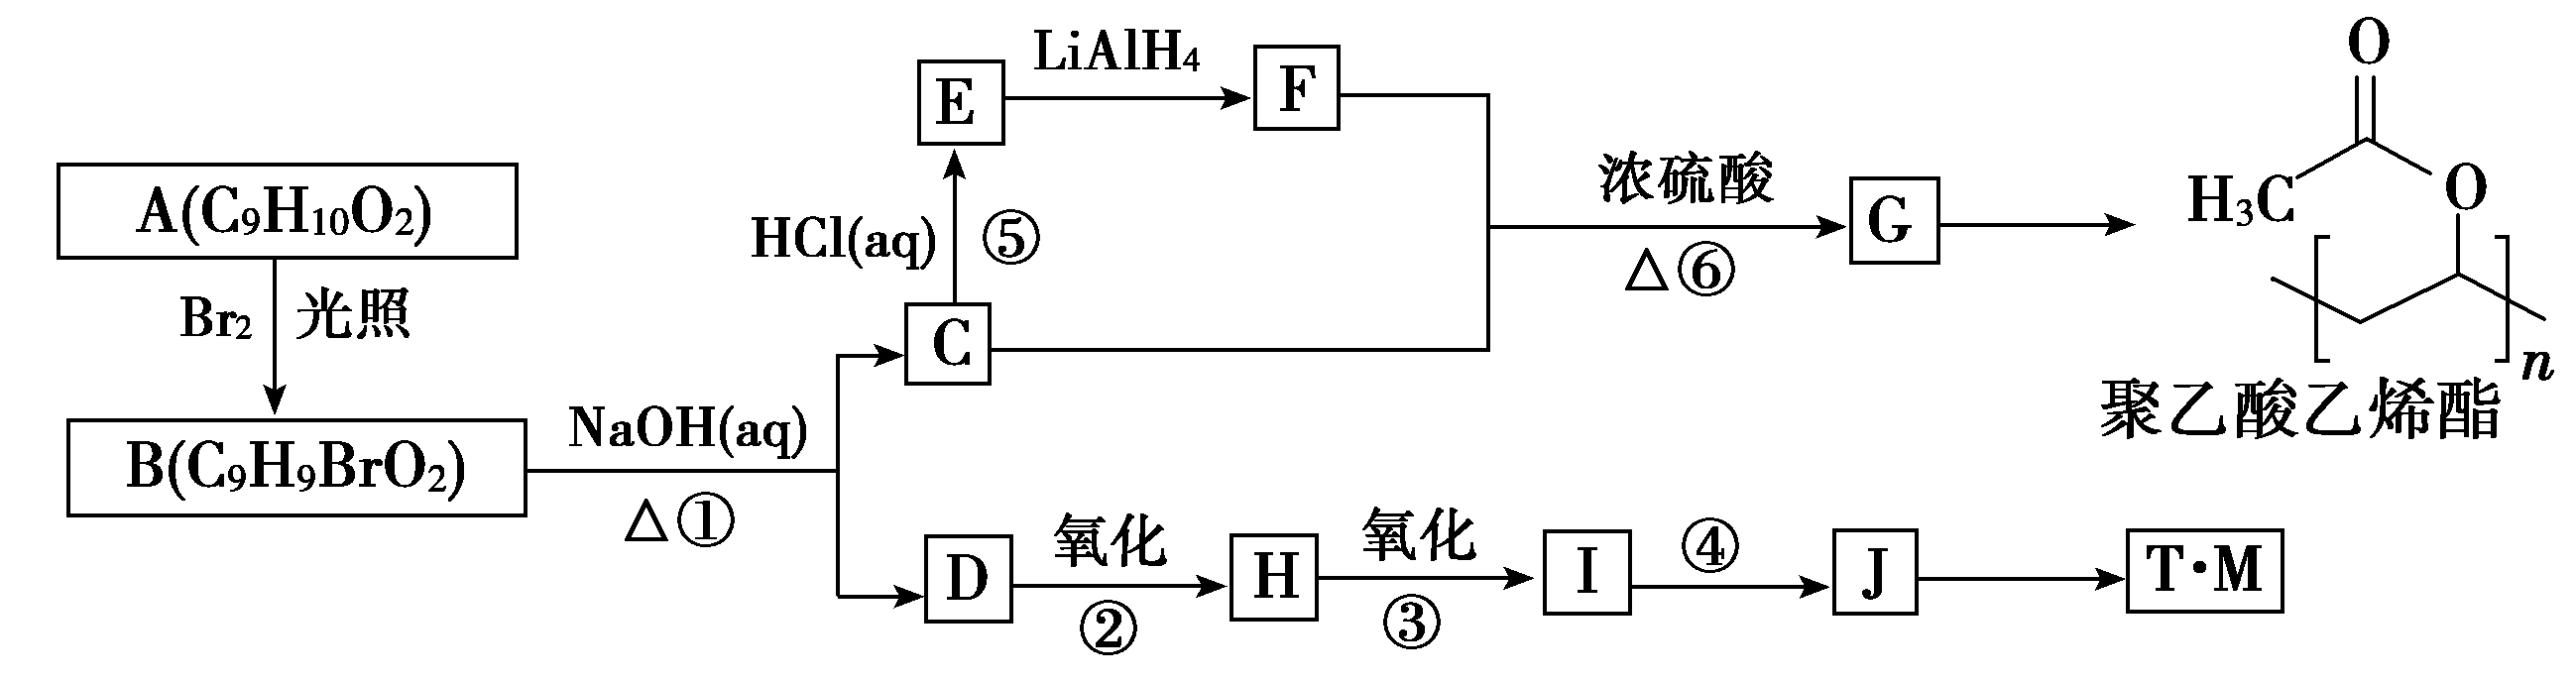 A(C₉H₁₀O₂)
Br₂ 光照
B(C₉H₉BrO₂)
NaOH(aq)
△ ①
C
HCl(aq) ⑤
E
LiAlH₄
F
浓硫酸
△ ⑥
G
O
H₃C
O
n
聚乙酸乙烯酯
D
氧化
②
H
氧化
③
I
④
J
T·M